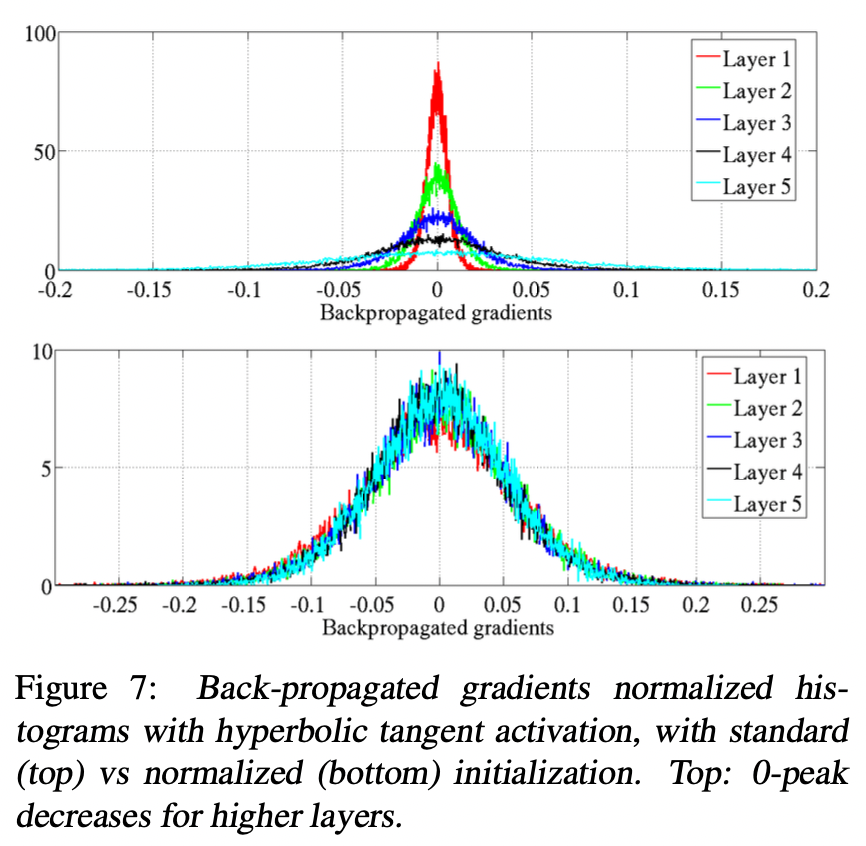 100
50
0
-0.2 -0.15 -0.1 -0.05 0 0.05 0.1 0.15 0.2
Backpropagated gradients
Layer 1
Layer 2
Layer 3
Layer 4
Layer 5
10
5
0
-0.25 -0.2 -0.15 -0.1 -0.05 0 0.05 0.1 0.15 0.2 0.25
Backpropagated gradients
Layer 1
Layer 2
Layer 3
Layer 4
Layer 5
Figure 7: Back-propagated gradients normalized his-
tograms with hyperbolic tangent activation, with standard
(top) vs normalized (bottom) initialization. Top: 0-peak
decreases for higher layers.